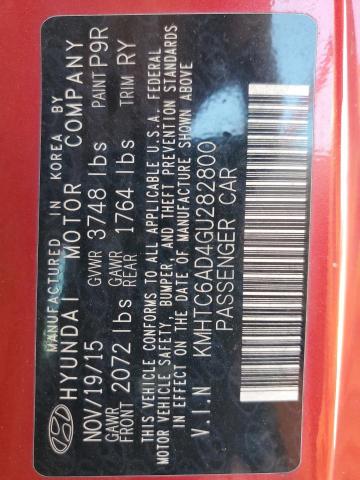 MANUFACTURED IN KOREA BY
HYUNDAI MOTOR COMPANY
NOV/19/15 GVWR 3748 lbs PAINT P9R
GAWR FRONT 2072 lbs GAWR REAR 1764 lbs TRIM RY
THIS VEHICLE CONFORMS TO ALL APPLICABLE U.S.A. FEDERAL
MOTOR VEHICLE SAFETY, BUMPER, AND THEFT PREVENTION STANDARDS
IN EFFECT ON THE DATE OF MANUFACTURE SHOWN ABOVE
V.I.N KMHTC6AD4GU282800
PASSENGER CAR